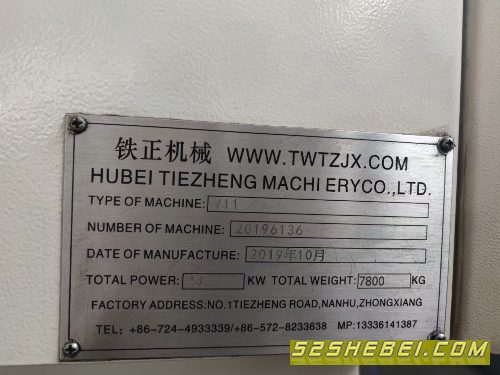 铁正机械 WWW.TWTZJX.COM
HUBEI TIEZHENG MACHI ERYCO.,LTD.
TYPE OF MACHINE: V11
NUMBER OF MACHINE: 20196136
DATE OF MANUFACTURE: 2019年10月
TOTAL POWER: KW TOTAL WEIGHT: 7800 KG
FACTORY ADDRESS:NO.1TIEZHENG ROAD,NANHU,ZHONGXIANG
TEL: +86-724-4933339/+86-572-8233638 MP:13336141387
52SHEBEI.COM